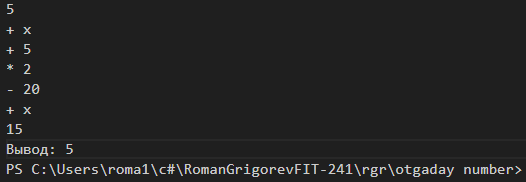 5
+ x
+ 5
* 2
- 20
+ x
15
Вывод: 5
PS C:\Users\roma1\c#\RomanGrigorevFIT-241\rgr\otgaday number>